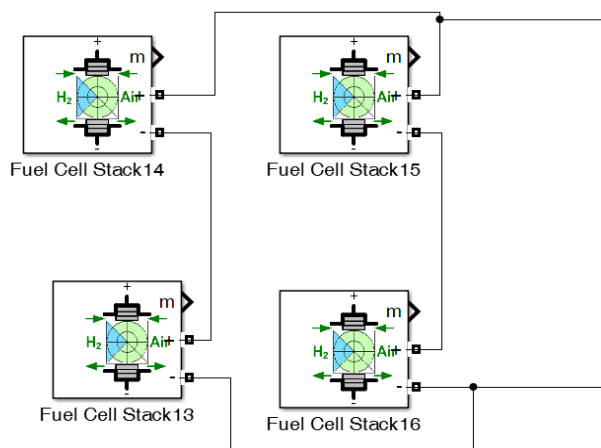 +
m
H2
Air
+
-
-
Fuel Cell Stack14
+
m
H2
Air
+
-
-
Fuel Cell Stack15
+
m
H2
Air
+
-
-
Fuel Cell Stack13
+
m
H2
Air
+
-
-
Fuel Cell Stack16